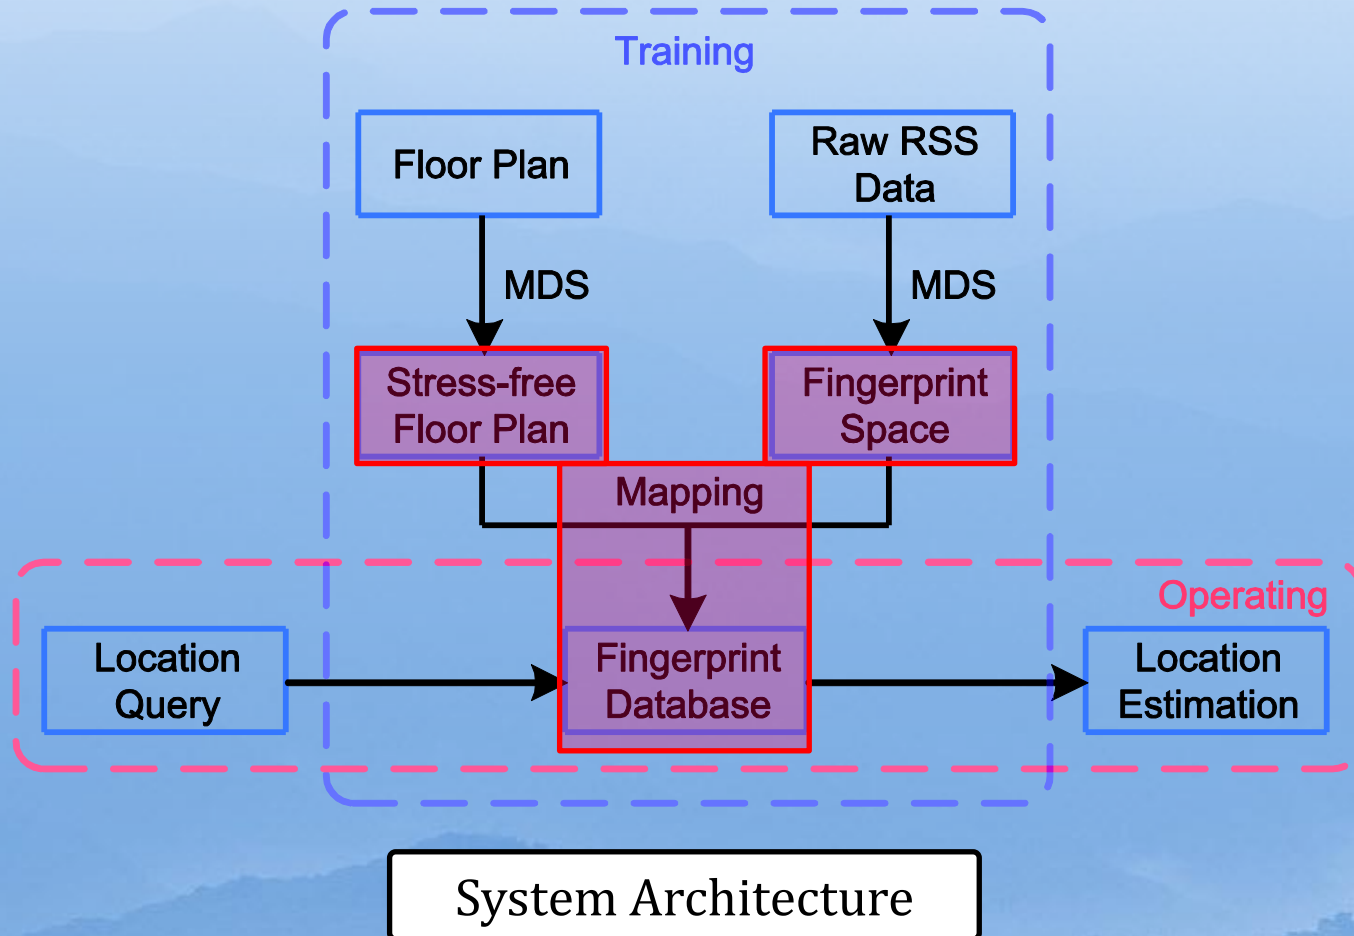 Training
Floor Plan
Raw RSS
Data
MDS
MDS
Stress-free
Floor Plan
Fingerprint
Space
Mapping
Operating
Location
Query
Fingerprint
Database
Location
Estimation
System Architecture